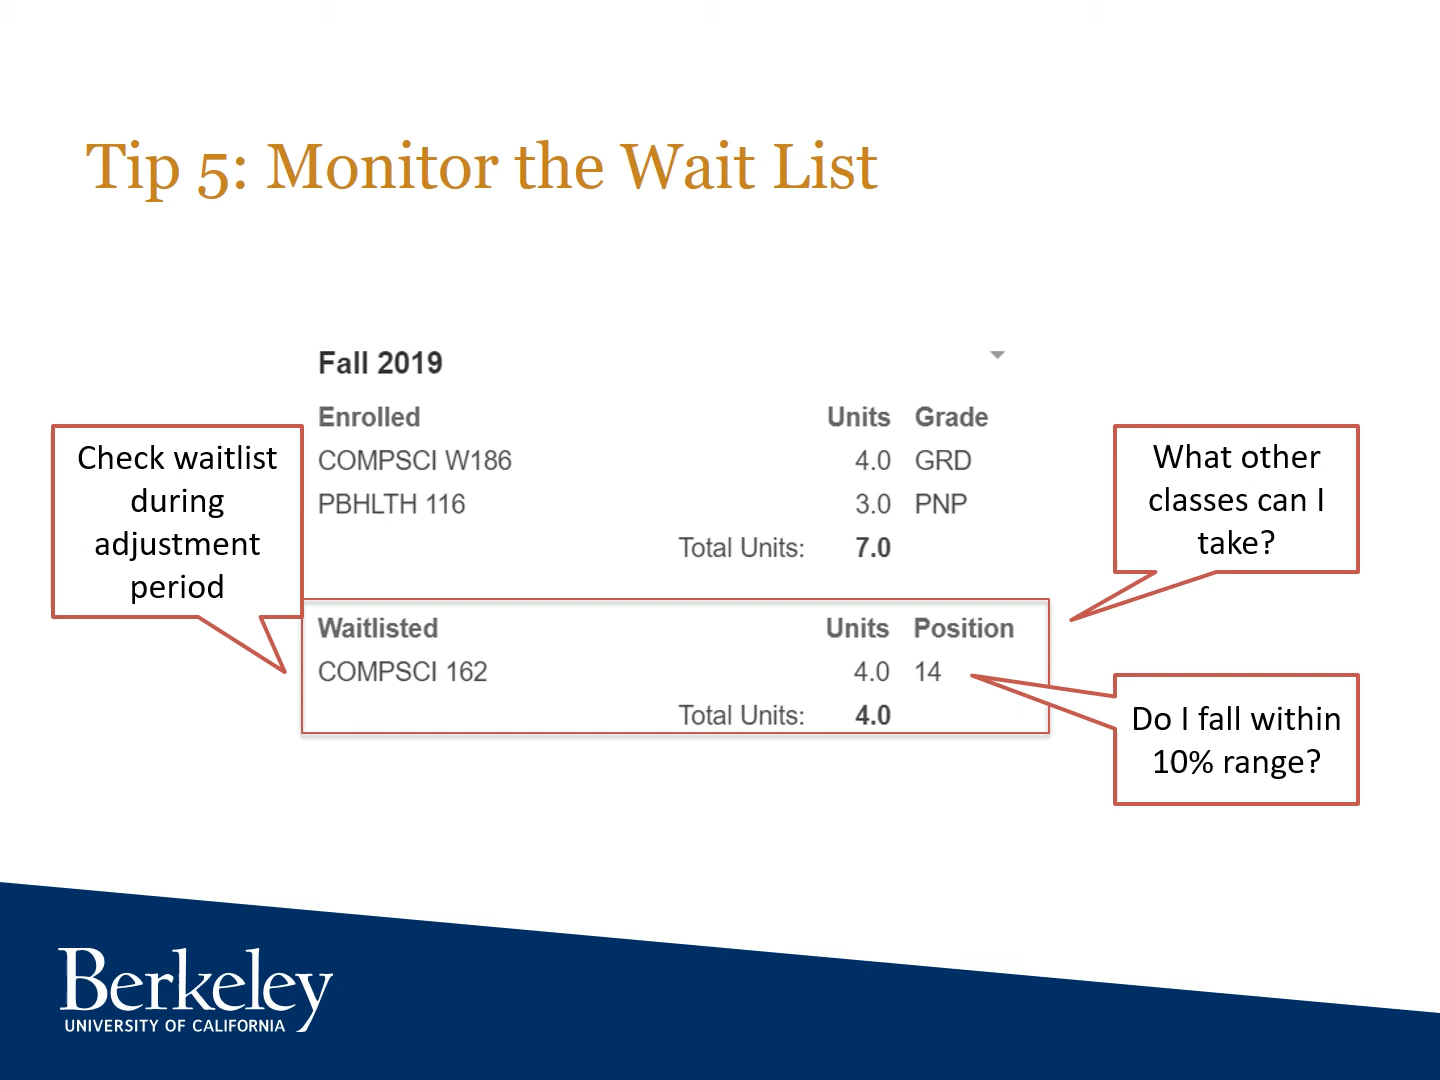 Tip 5: Monitor the Wait List
Fall 2019
Enrolled Units Grade
COMPSCI W186 4.0 GRD
PBHLTH 116 3.0 PNP
Total Units: 7.0
Check waitlist
during
adjustment
period
What other
classes can I
take?
Waitlisted Units Position
COMPSCI 162 4.0 14
Total Units: 4.0
Do I fall within
10% range?
Berkeley
UNIVERSITY OF CALIFORNIA